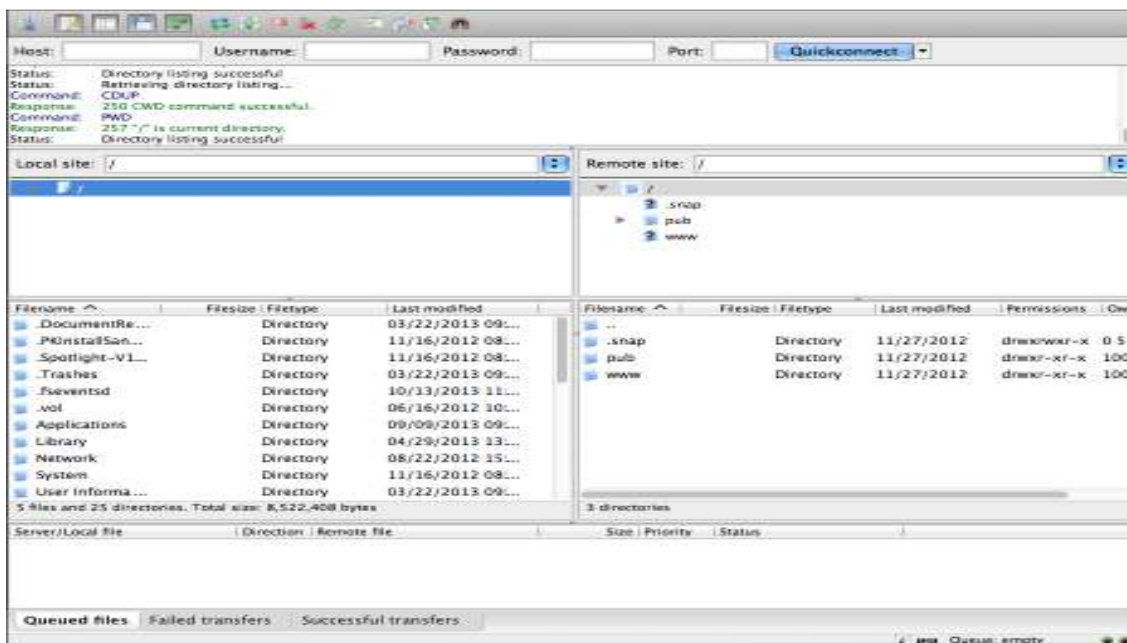 Host: Username: Password: Port: Quickconnect
Status: Directory listing successful
Status: Retrieving directory listing...
Command: CDUP
Response: 250 CWD command successful.
Command: PWD
Response: 257 "/" is current directory.
Status: Directory listing successful
Local site: / Remote site: /
/ /
.snap
pub
www
Filename Filesize Filetype Last modified Filename Filesize Filetype Last modified Permissions Ow
.DocumentRe... Directory 03/22/2013 09:... ..
.PKInstallSan... Directory 11/16/2012 08:... .snap Directory 11/27/2012 drwxrwxr-x 0 5
.Spotlight-V1... Directory 11/16/2012 08:... pub Directory 11/27/2012 drwxr-xr-x 100
.Trashes Directory 03/22/2013 09:... www Directory 11/27/2012 drwxr-xr-x 100
.fseventsd Directory 10/13/2013 11:...
.vol Directory 06/16/2012 10:...
Applications Directory 09/09/2013 09:...
Library Directory 04/29/2013 13:...
Network Directory 08/22/2012 15:...
System Directory 11/16/2012 08:...
User Informa... Directory 03/22/2013 09:...
5 files and 25 directories. Total size: 8,522,408 bytes 3 directories
Server/Local file Direction Remote file Size Priority Status
Queued files Failed transfers Successful transfers
Queue: empty